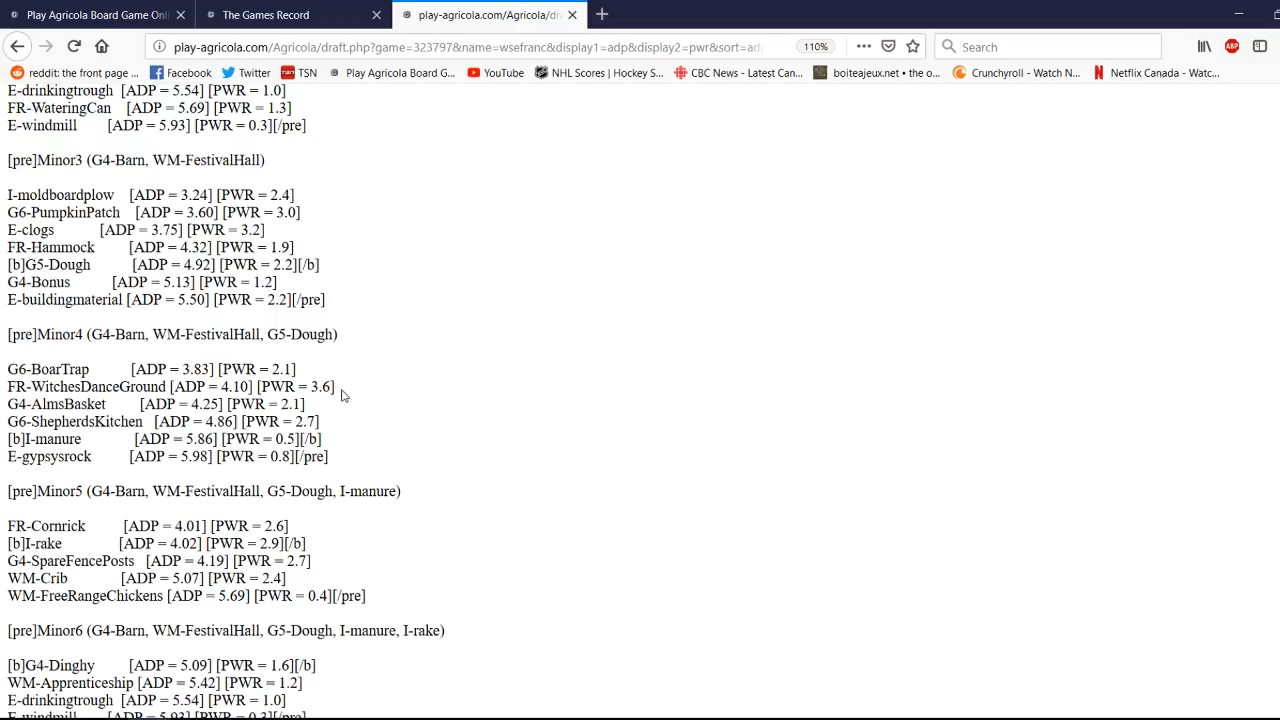 Play Agricola Board Game Onl
The Games Record
play-agricola.com/Agricola/dra
play-agricola.com/Agricola/draft.php?game=323797&name=wsefranc&display1=adp&display2=pwr&sort=ad
110%
Search
ABP
reddit: the front page ...
Facebook
Twitter
TSN
Play Agricola Board G...
YouTube
NHL Scores | Hockey S...
CBC News - Latest Can...
boiteajeux.net • the o...
Crunchyroll - Watch N...
Netflix Canada - Watc...
E-drinkingtrough [ADP = 5.54] [PWR = 1.0]
FR-WateringCan [ADP = 5.69] [PWR = 1.3]
E-windmill [ADP = 5.93] [PWR = 0.3][/pre]
[pre]Minor3 (G4-Barn, WM-FestivalHall)
I-moldboardplow [ADP = 3.24] [PWR = 2.4]
G6-PumpkinPatch [ADP = 3.60] [PWR = 3.0]
E-clogs [ADP = 3.75] [PWR = 3.2]
FR-Hammock [ADP = 4.32] [PWR = 1.9]
[b]G5-Dough [ADP = 4.92] [PWR = 2.2][/b]
G4-Bonus [ADP = 5.13] [PWR = 1.2]
E-buildingmaterial [ADP = 5.50] [PWR = 2.2][/pre]
[pre]Minor4 (G4-Barn, WM-FestivalHall, G5-Dough)
G6-BoarTrap [ADP = 3.83] [PWR = 2.1]
FR-WitchesDanceGround [ADP = 4.10] [PWR = 3.6]
G4-AlmsBasket [ADP = 4.25] [PWR = 2.1]
G6-ShepherdsKitchen [ADP = 4.86] [PWR = 2.7]
[b]I-manure [ADP = 5.86] [PWR = 0.5][/b]
E-gypsysrock [ADP = 5.98] [PWR = 0.8][/pre]
[pre]Minor5 (G4-Barn, WM-FestivalHall, G5-Dough, I-manure)
FR-Cornrick [ADP = 4.01] [PWR = 2.6]
[b]I-rake [ADP = 4.02] [PWR = 2.9][/b]
G4-SpareFencePosts [ADP = 4.19] [PWR = 2.7]
WM-Crib [ADP = 5.07] [PWR = 2.4]
WM-FreeRangeChickens [ADP = 5.69] [PWR = 0.4][/pre]
[pre]Minor6 (G4-Barn, WM-FestivalHall, G5-Dough, I-manure, I-rake)
[b]G4-Dinghy [ADP = 5.09] [PWR = 1.6][/b]
WM-Apprenticeship [ADP = 5.42] [PWR = 1.2]
E-drinkingtrough [ADP = 5.54] [PWR = 1.0]
E-windmill [ADP = 5.93] [PWR = 0.3][/pre]